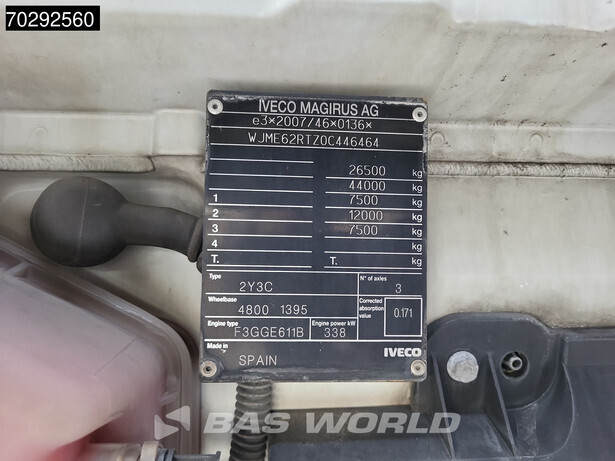 70292560
IVECO MAGIRUS AG
e3*2007/46*0136*
WJME62RTZ0C446464
26500 kg
44000 kg
1 7500 kg
2 12000 kg
3 7500 kg
4 kg
T. T. kg
Type 2Y3C N° of axles 3
Wheelbase 4800 1395 Corrected absorption value 0.171
Engine type F3GGE611B Engine power kW 338
Made in SPAIN IVECO
BAS WORLD